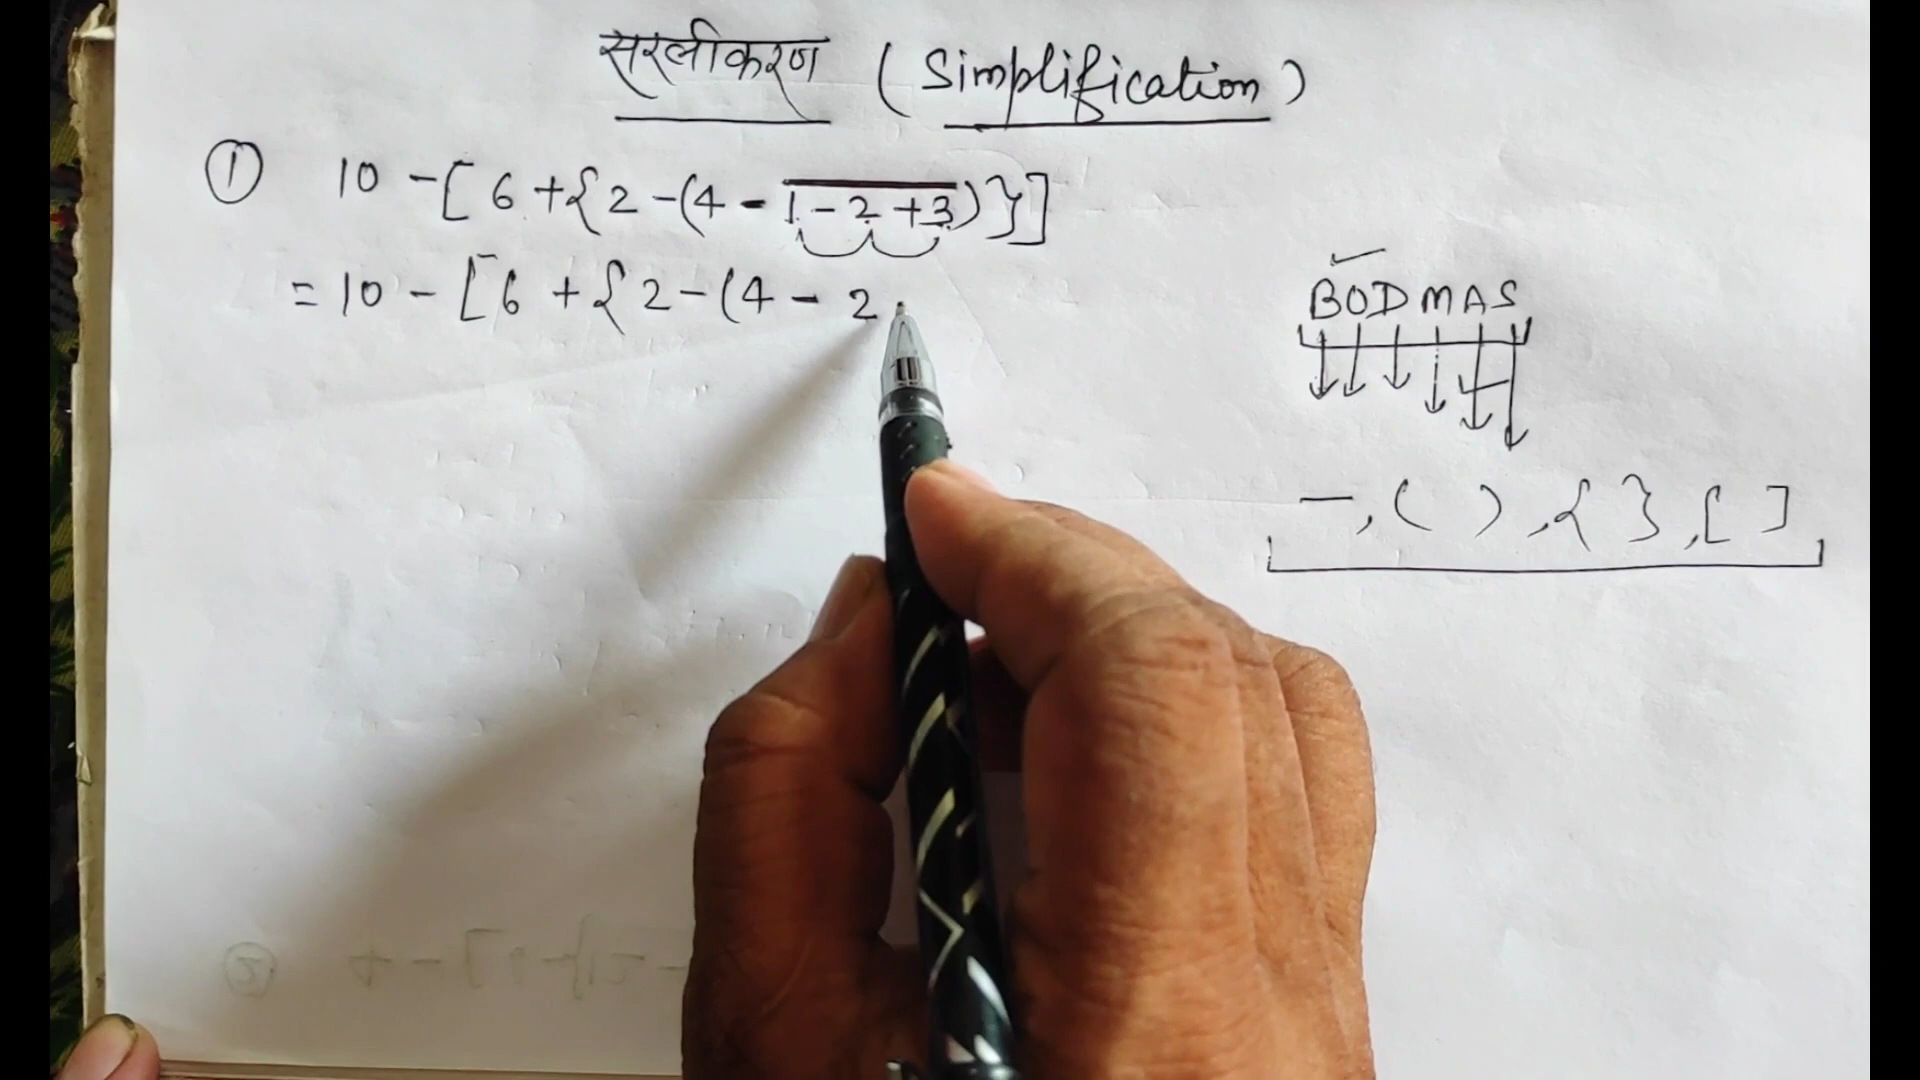 सरलीकरण (Simplification)
① 10 - [6 + {2 - (4 - 1 - 2 + 3)}]
= 10 - [6 + {2 - (4 - 2
BODMAS
—, ( ), { }, [ ]